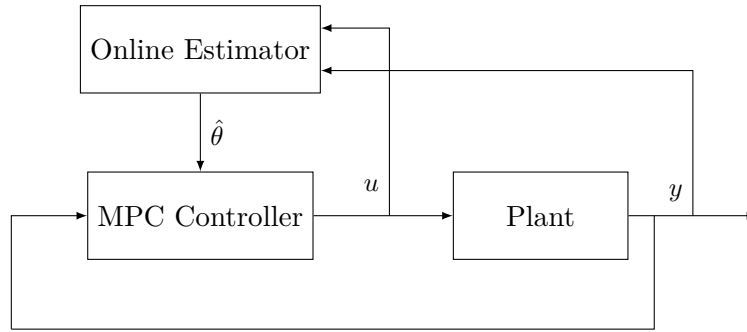 Online Estimator
θ̂
u
y
MPC Controller
Plant